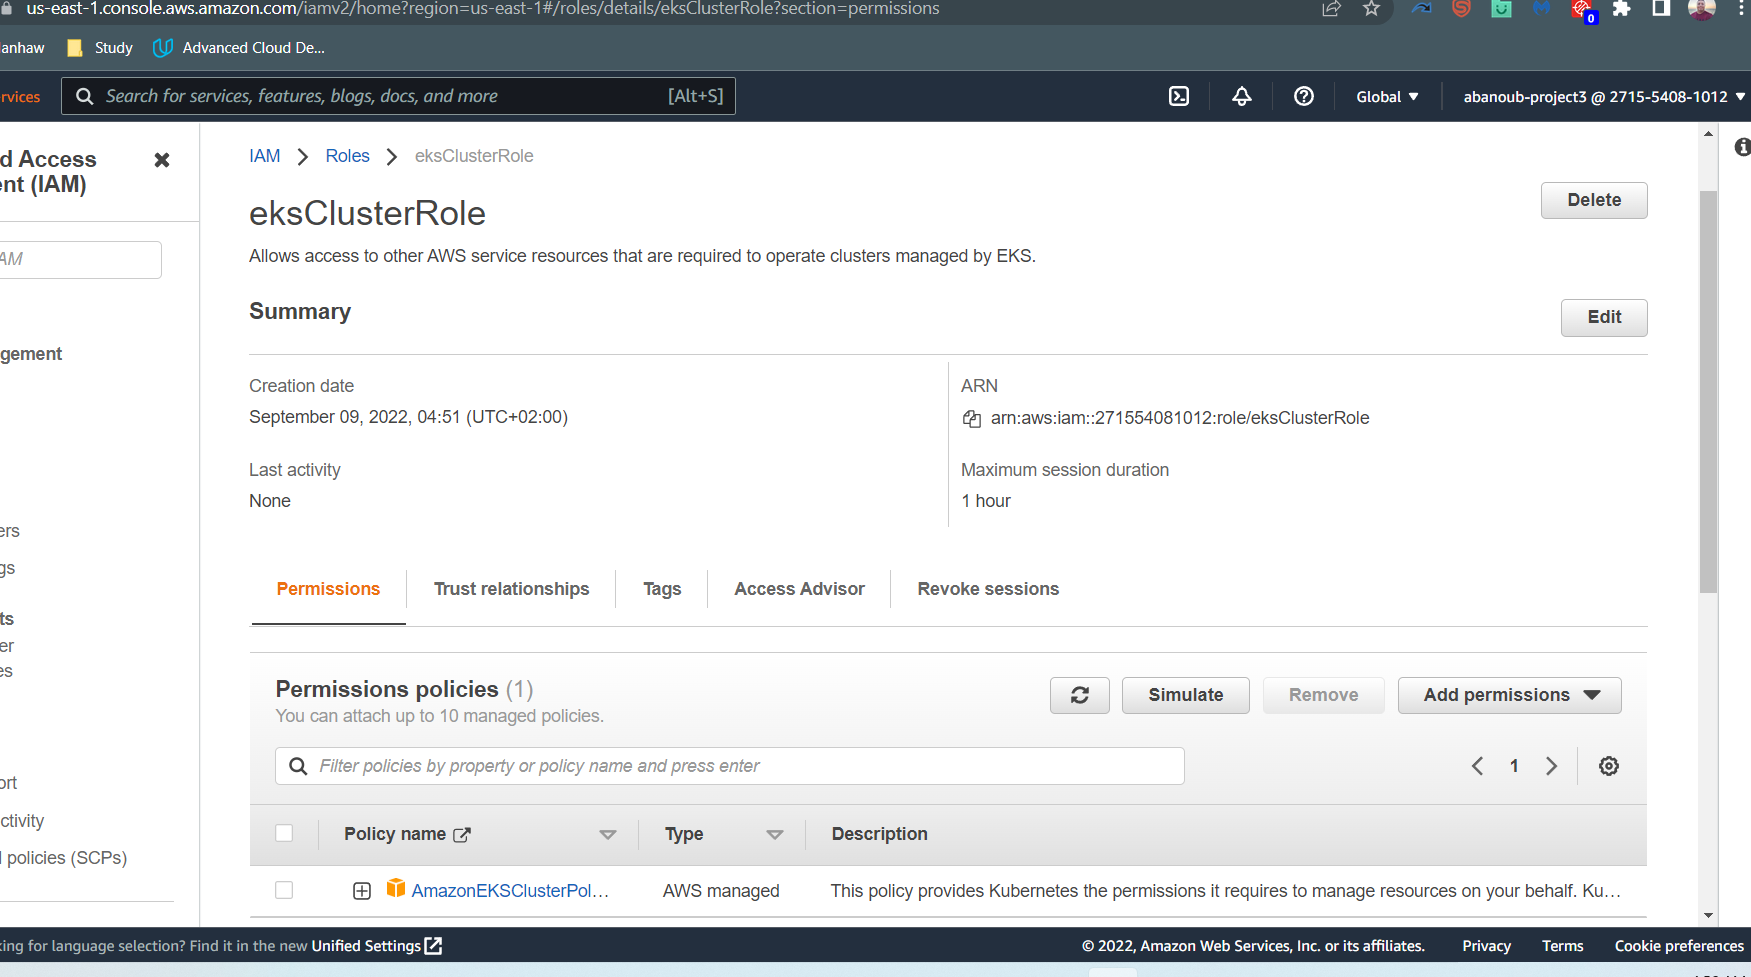 us-east-1.console.aws.amazon.com/iamv2/home?region=us-east-1#/roles/details/eksClusterRole?section=permissions
0
anhaw
Study
Advanced Cloud De...
rvices
Search for services, features, blogs, docs, and more
[Alt+S]
Global
abanoub-project3 @ 2715-5408-1012
d Access
ent (IAM)
AM
gement
ers
gs
ts
er
es
ort
ctivity
l policies (SCPs)
IAM
Roles
eksClusterRole
eksClusterRole
Delete
Allows access to other AWS service resources that are required to operate clusters managed by EKS.
Summary
Edit
Creation date
September 09, 2022, 04:51 (UTC+02:00)
ARN
arn:aws:iam::271554081012:role/eksClusterRole
Last activity
None
Maximum session duration
1 hour
Permissions
Trust relationships
Tags
Access Advisor
Revoke sessions
Permissions policies (1)
You can attach up to 10 managed policies.
Simulate
Remove
Add permissions
Filter policies by property or policy name and press enter
1
Policy name
Type
Description
AmazonEKSClusterPol...
AWS managed
This policy provides Kubernetes the permissions it requires to manage resources on your behalf. Ku...
king for language selection? Find it in the new Unified Settings
© 2022, Amazon Web Services, Inc. or its affiliates.
Privacy
Terms
Cookie preferences